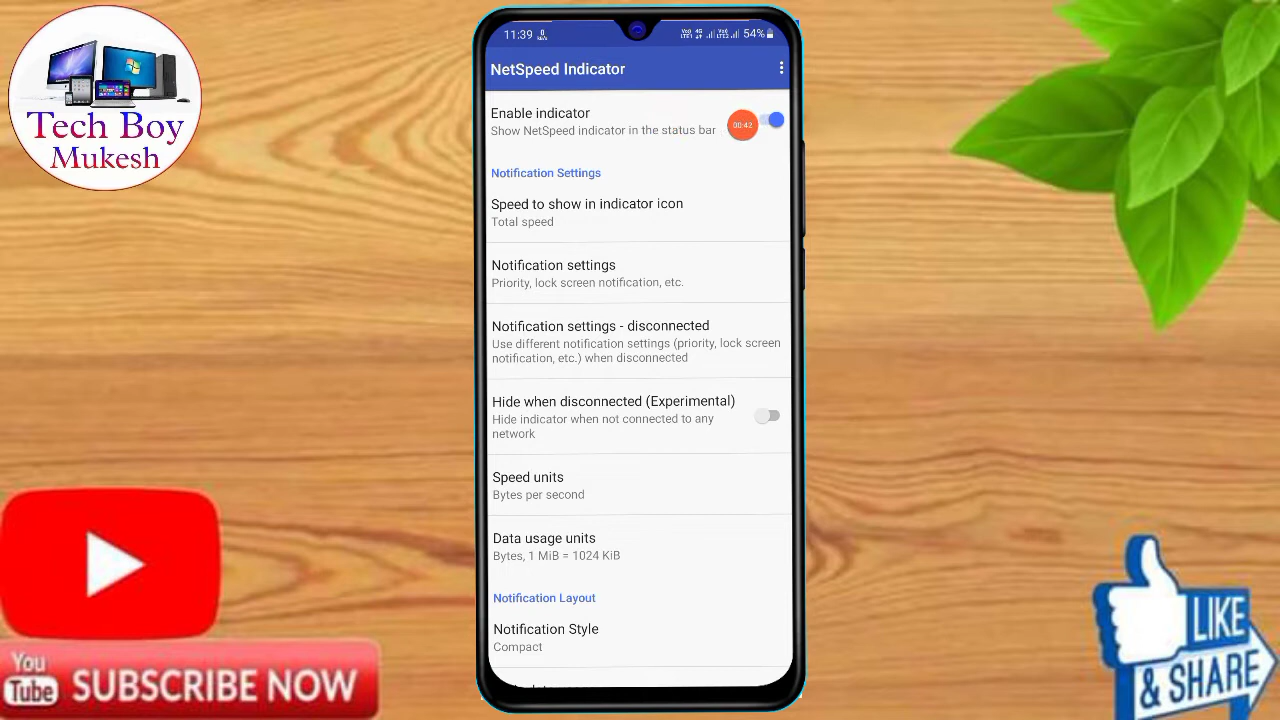 Tech Boy
Mukesh
11:39 0
54%
NetSpeed Indicator
Enable indicator
Show NetSpeed indicator in the status bar
00:42
Notification Settings
Speed to show in indicator icon
Total speed
Notification settings
Priority, lock screen notification, etc.
Notification settings - disconnected
Use different notification settings (priority, lock screen
notification, etc.) when disconnected
Hide when disconnected (Experimental)
Hide indicator when not connected to any
network
Speed units
Bytes per second
Data usage units
Bytes, 1 MiB = 1024 KiB
Notification Layout
Notification Style
Compact
You
Tube
SUBSCRIBE NOW
LIKE
& SHARE